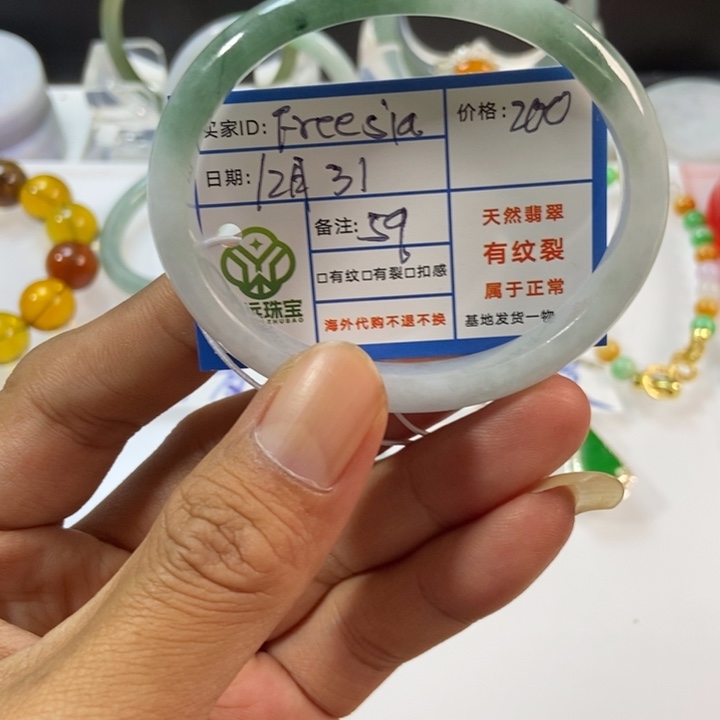 买家ID: Freesia
价格: 200
日期: 12月 31
备注: 59
□有纹□有裂□扣感
海外代购不退不换
天然翡翠
有纹裂
属于正常
基地发货一物
珠宝
ZHUBAO